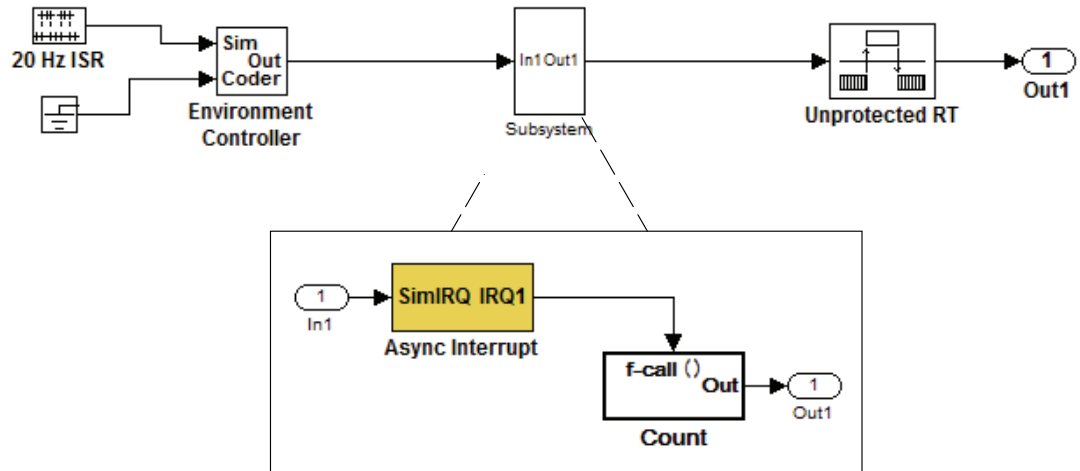 20 Hz ISR
Sim
Out
Coder
Environment
Controller
In1 Out1
Subsystem
Unprotected RT
1
Out1
1
In1
SimIRQ IRQ1
Async Interrupt
f-call ()
Out
Count
1
Out1